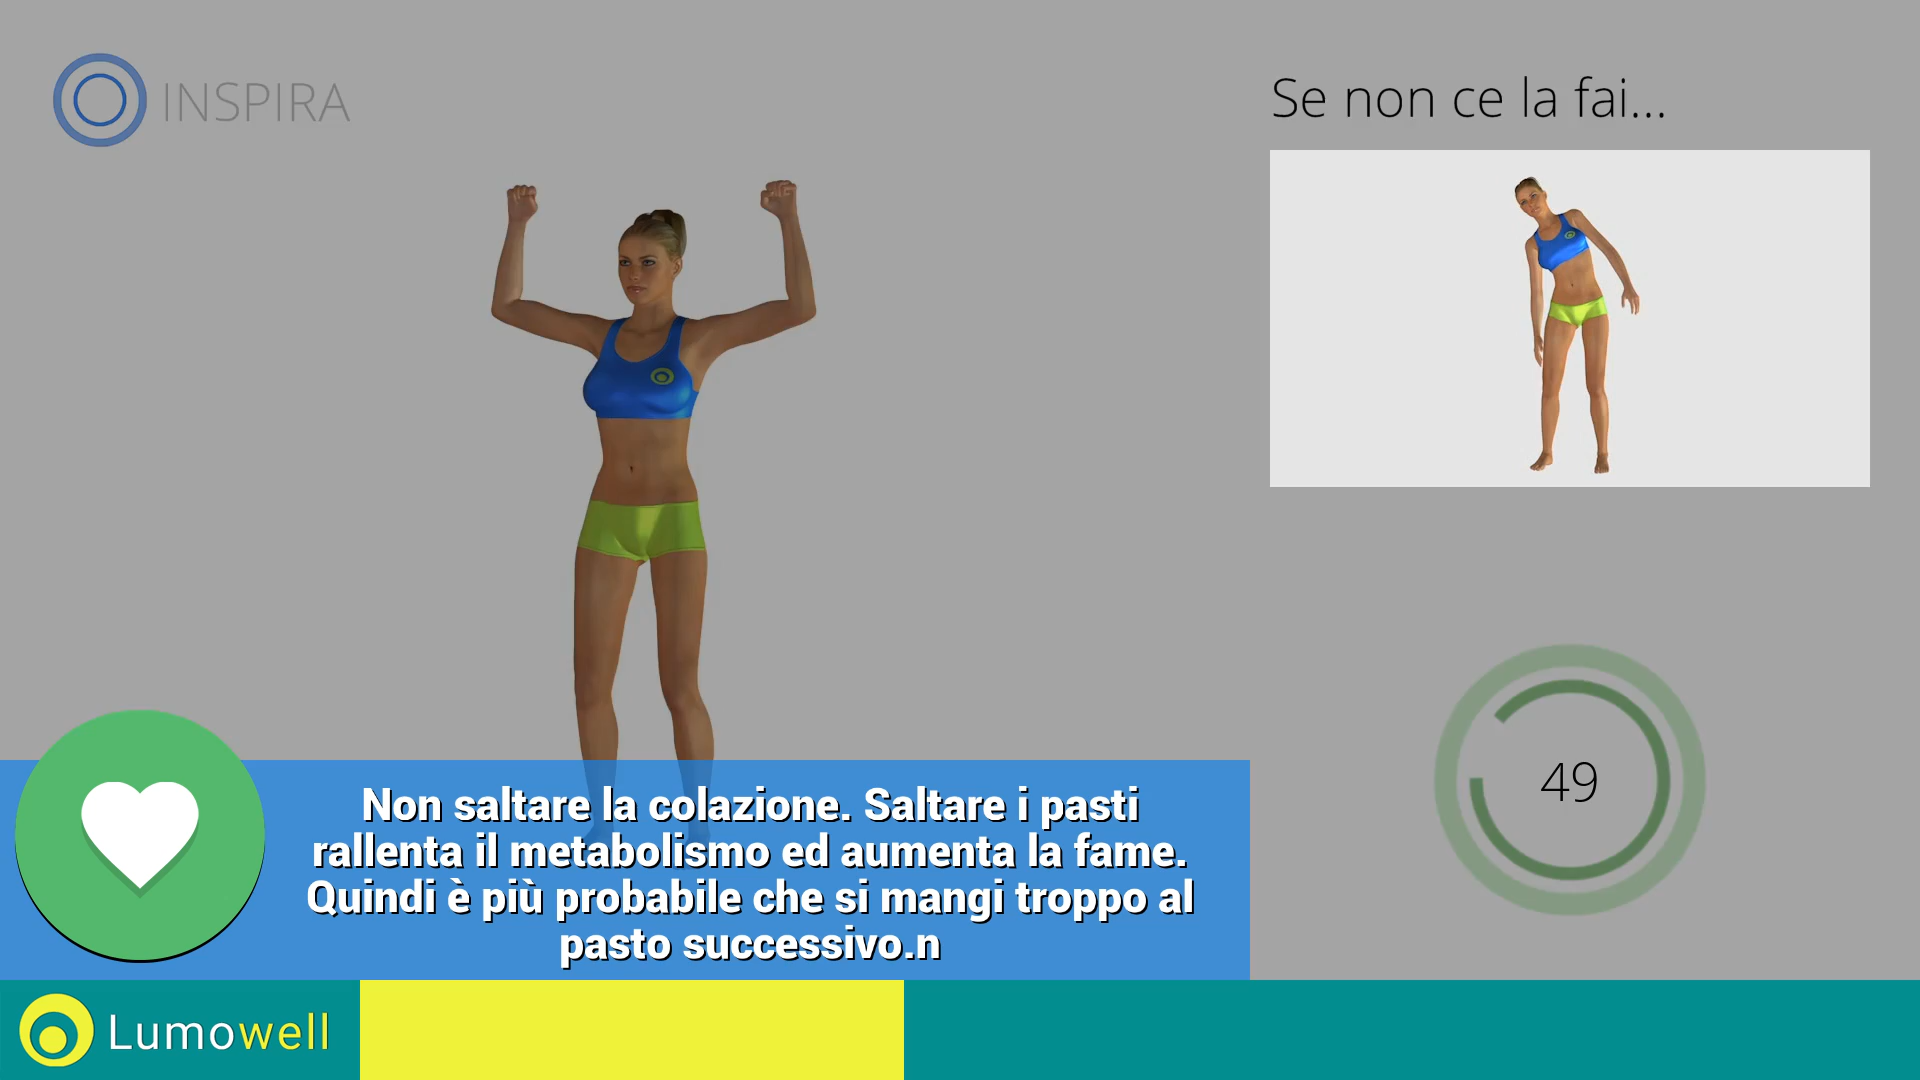 INSPIRA
Se non ce la fai...
49
Non saltare la colazione. Saltare i pasti
rallenta il metabolismo ed aumenta la fame.
Quindi è più probabile che si mangi troppo al
pasto successivo.n
Lumowell